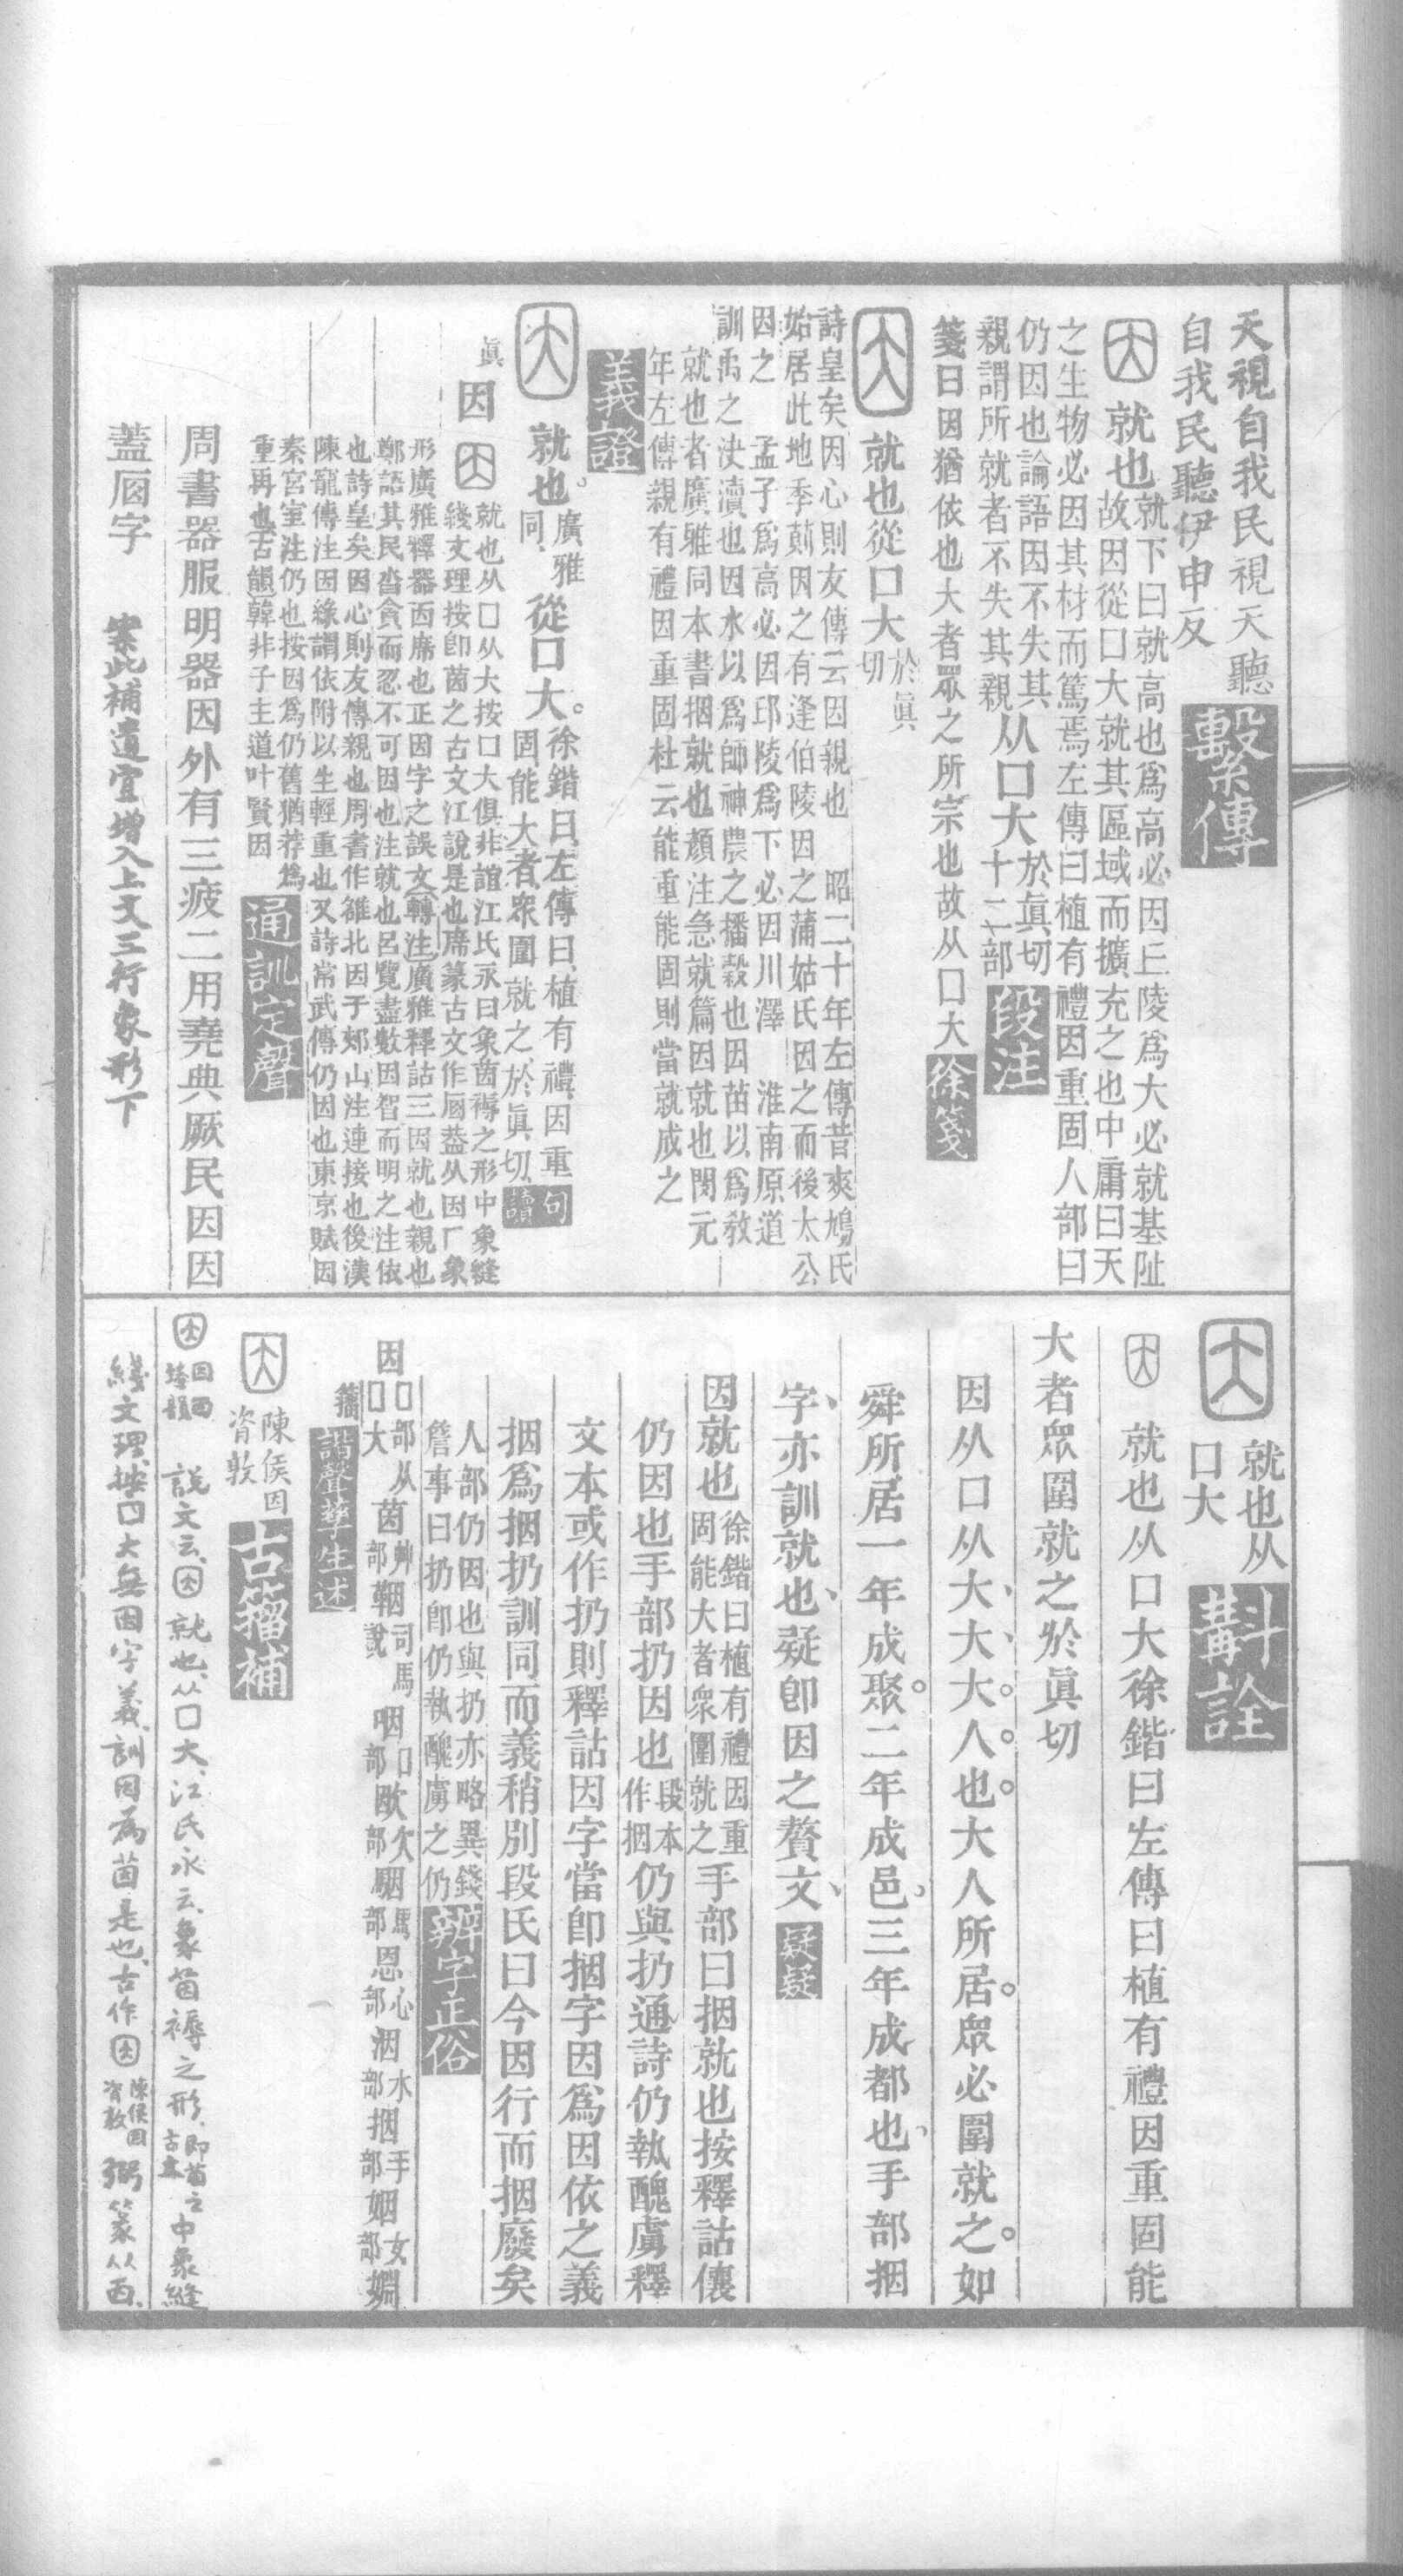 天視自我民視天聽
自我民聽伊申反
繫傳
因
就也
就下曰就高也爲高必因丘陵爲大必就基阯
故因從口大就其區域而擴充之也中庸曰天
之生物必因其材而篤焉左傳曰植有禮因重固人部曰
仍因也論語因不失其
親謂所就者不失其親
从口大
於眞切
十二部
段注
箋曰因猶依也大者眾之所宗也故从口大
徐箋
因
就也從口大
於眞
切
詩皇矣因心則友傳云因親也 昭二十年左傳昔爽鳩氏
始居此地季萴因之有逢伯陵因之蒲姑氏因之而後太公
因之 孟子爲高必因邱陵爲下必因川澤 淮南原道
訓禹之決瀆也因水以爲師神農之播穀也因苗以爲敎
就也者廣雅同本書捆就也顏注急就篇因就也閔元
年左傳親有禮因重固杜云能重能固則當就成之
義證
因
就也。
廣雅
同、
從口大。
徐鍇曰、左傳曰、植有禮、因重
固能大者、衆圍就之、於眞切、
句
讀
眞
因
因
就也从口从大按口大俱非誼江氏永曰象茵褥之形中象縫
綫文理按卽茵之古文江說是也席篆古文作㕡葢从因厂象
形廣雅釋器西席也正因字之誤文轉注廣雅釋詁三因就也親也
鄭語其民沓貪而忍不可因也注就也呂覽盡數因智而明之注依
也詩皇矣因心則友傳親也周書作雒北因于郟山注連接也後漢
陳寵傳注因緣謂依附以生輕重也又詩常武傳仍因也東京賦因
秦宮室注仍也按因爲仍舊猶荐爲
重再也古韻韓非子主道叶賢因
通訓定聲
周書器服明器因外有三疲二用堯典厥民因因
蓋㕡字
案此補遺宜增入上文三行象形下
因
就也从
口大
斠詮
因
就也从口大徐鍇曰左傳曰植有禮因重固能
大者眾圍就之於眞切
因从口从大、大、大。人。也。大人所居。眾必圍就之。如
舜所居一年成聚。二年成邑、三年成都也、手部捆
字、亦訓就也、疑卽因之贅文、
疑疑
因就也
徐鍇曰植有禮因重
固能大者眾圍就之
手部曰捆就也按釋詁儴
仍因也手部扔因也
段本
作捆
仍與扔通詩仍執醜虜釋
文本或作扔則釋詁因字當卽捆字因爲因依之義
捆爲捆扔訓同而義稍別段氏曰今因行而捆廢矣
人部仍因也與扔亦略異錢
詹事曰扔卽仍執醜虜之仍
辨字正俗
因
口部从
口大
茵
艸
部
鞇
司馬
說
咽
口
部
欭
欠
部
駰
馬
部
恩
心
部
洇
水
部
捆
手
部
姻
女
部
婣
籒
諧聲孳生述
因
陳侯因
資敦
古籀補
因
說文云、因就也、从口大、江氏永云、象茵褥之形、
卽茵之
古文
中象縫
綫文理、按口大無因字義、訓因爲茵是也、古作因
陳侯因
資敦
弼篆从㐁、